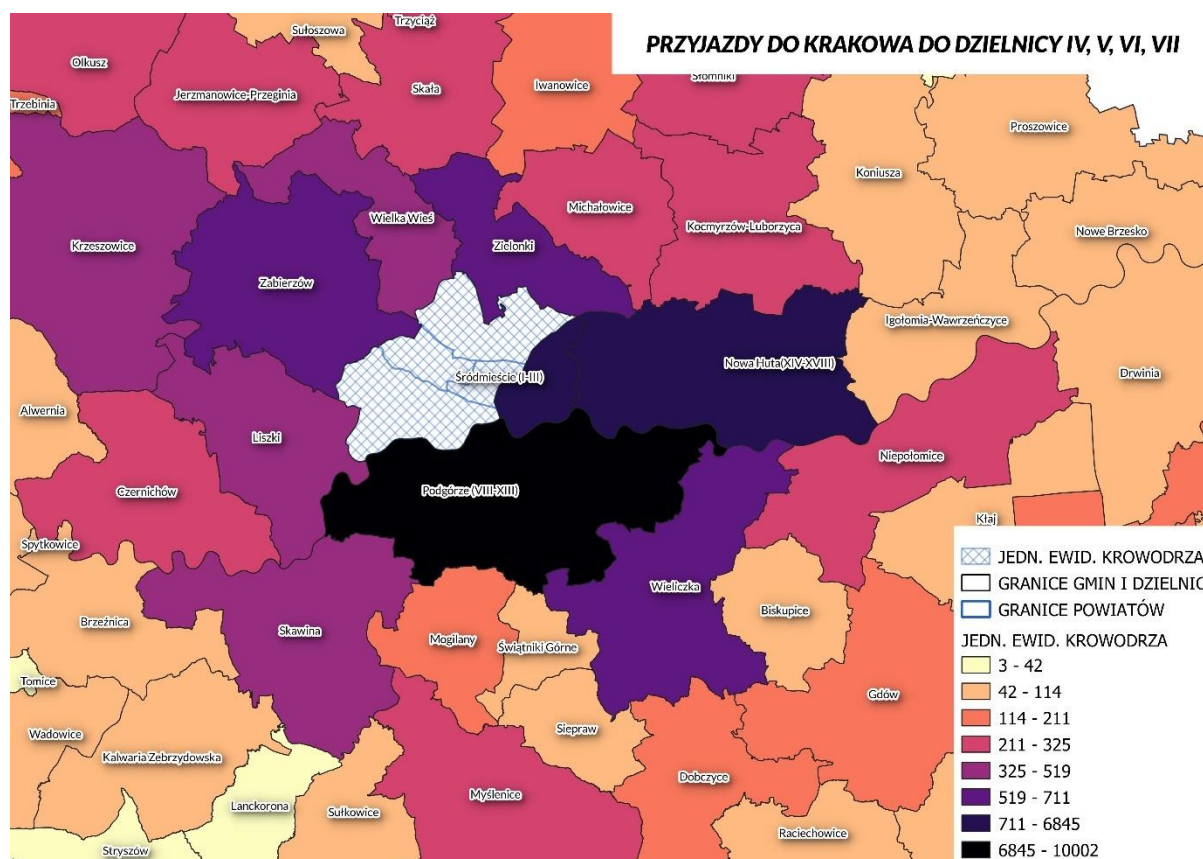 PRZYJAZDY DO KRAKOWA DO DZIELNICY IV, V, VI, VII
Sułoszowa
Trzyciąż
Olkusz
Jerzmanowice-Przeginia
Skała
Iwanowice
Słomniki
Trzebinia
Proszowice
Koniusza
Michałowice
Wielka Wieś
Kocmyrzów-Luborzyca
Nowe Brzesko
Krzeszowice
Zielonki
Zabierzów
Igołomia-Wawrzeńczyce
Nowa Huta(XIV-XVIII)
Śródmieście (I-III)
Drwinia
Alwernia
Liszki
Niepołomice
Czernichów
Podgórze (VIII-XIII)
Kłaj
Spytkowice
Wieliczka
Biskupice
Brzeźnica
Skawina
Mogilany
Świątniki Górne
Tomice
Gdów
Wadowice
Siepraw
Kalwaria Zebrzydowska
Dobczyce
Lanckorona
Myślenice
Sułkowice
Raciechowice
Stryszów
JEDN. EWID. KROWODRZA
GRANICE GMIN I DZIELNIC
GRANICE POWIATÓW
JEDN. EWID. KROWODRZA
3 - 42
42 - 114
114 - 211
211 - 325
325 - 519
519 - 711
711 - 6845
6845 - 10002